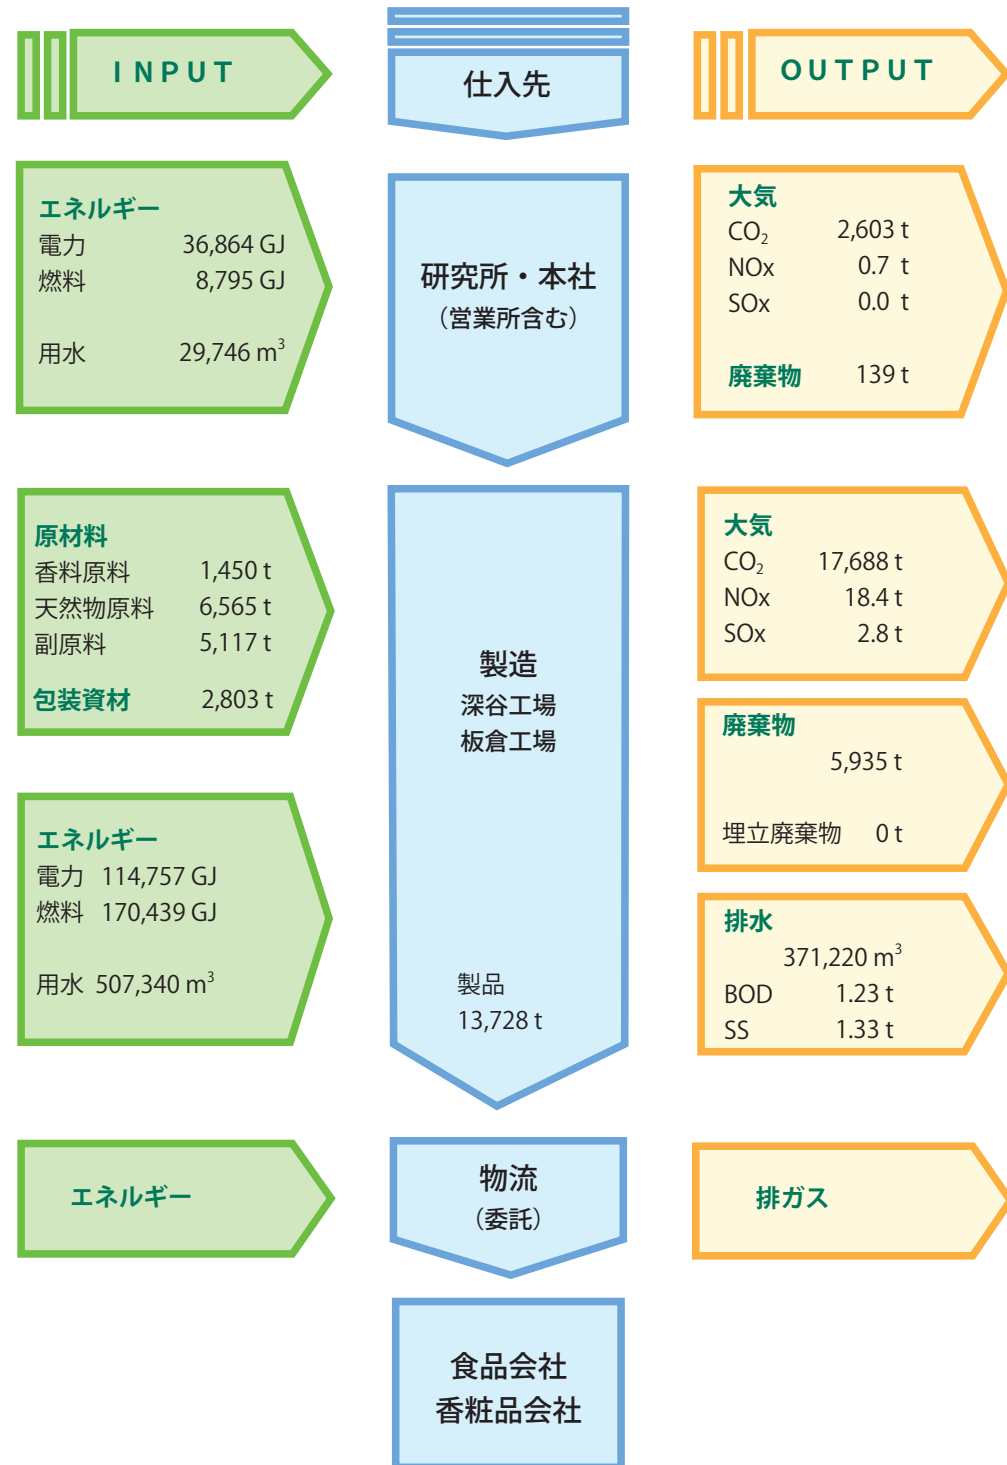 INPUT
仕入先
OUTPUT
エネルギー
電力 36,864 GJ
燃料 8,795 GJ
用水 29,746 m³
研究所・本社
（営業所含む）
大気
CO₂ 2,603 t
NOx 0.7 t
SOx 0.0 t
廃棄物 139 t
原材料
香料原料 1,450 t
天然物原料 6,565 t
副原料 5,117 t
包装資材 2,803 t
エネルギー
電力 114,757 GJ
燃料 170,439 GJ
用水 507,340 m³
製造
深谷工場
板倉工場
製品
13,728 t
大気
CO₂ 17,688 t
NOx 18.4 t
SOx 2.8 t
廃棄物
5,935 t
埋立廃棄物 0 t
排水
371,220 m³
BOD 1.23 t
SS 1.33 t
エネルギー
物流
（委託）
排ガス
食品会社
香粧品会社